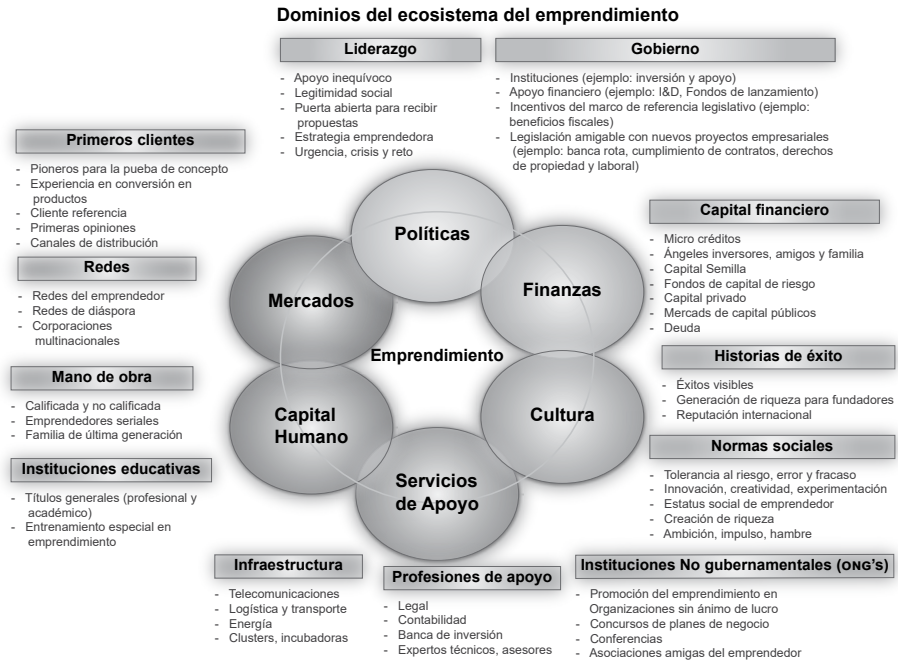 Dominios del ecosistema del emprendimiento
Liderazgo
- Apoyo inequívoco
- Legitimidad social
- Puerta abierta para recibir
propuestas
- Estrategia emprendedora
- Urgencia, crisis y reto
Gobierno
- Instituciones (ejemplo: inversión y apoyo)
- Apoyo financiero (ejemplo: I&D, Fondos de lanzamiento)
- Incentivos del marco de referencia legislativo (ejemplo:
beneficios fiscales)
- Legislación amigable con nuevos proyectos empresariales
(ejemplo: banca rota, cumplimiento de contratos, derechos
de propiedad y laboral)
Primeros clientes
- Pioneros para la pueba de concepto
- Experiencia en conversión en
productos
- Cliente referencia
- Primeras opiniones
- Canales de distribución
Redes
- Redes del emprendedor
- Redes de diáspora
- Corporaciones
multinacionales
Mano de obra
- Calificada y no calificada
- Emprendedores seriales
- Familia de última generación
Instituciones educativas
- Títulos generales (profesional y
académico)
- Entrenamiento especial en
emprendimiento
Políticas
Mercados
Finanzas
Emprendimiento
Capital
Humano
Cultura
Servicios
de Apoyo
Capital financiero
- Micro créditos
- Ángeles inversores, amigos y familia
- Capital Semilla
- Fondos de capital de riesgo
- Capital privado
- Mercads de capital públicos
- Deuda
Historias de éxito
- Éxitos visibles
- Generación de riqueza para fundadores
- Reputación internacional
Normas sociales
- Tolerancia al riesgo, error y fracaso
- Innovación, creatividad, experimentación
- Estatus social de emprendedor
- Creación de riqueza
- Ambición, impulso, hambre
Infraestructura
- Telecomunicaciones
- Logística y transporte
- Energía
- Clusters, incubadoras
Profesiones de apoyo
- Legal
- Contabilidad
- Banca de inversión
- Expertos técnicos, asesores
Instituciones No gubernamentales (ONG'S)
- Promoción del emprendimiento en
Organizaciones sin ánimo de lucro
- Concursos de planes de negocio
- Conferencias
- Asociaciones amigas del emprendedor